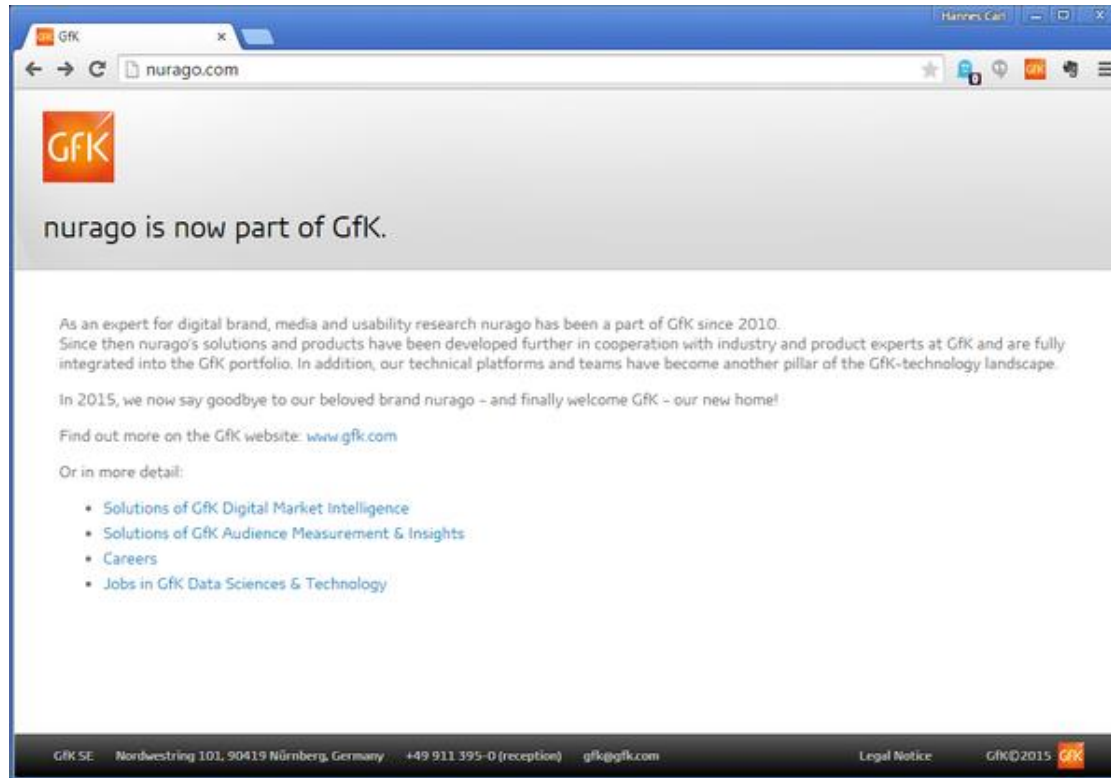 Hannes Carl
GfK
nurago.com
0
GfK
nurago is now part of GfK.
As an expert for digital brand, media and usability research nurago has been a part of GfK since 2010.
Since then nurago's solutions and products have been developed further in cooperation with industry and product experts at GfK and are fully
integrated into the GfK portfolio. In addition, our technical platforms and teams have become another pillar of the GfK-technology landscape.
In 2015, we now say goodbye to our beloved brand nurago - and finally welcome GfK - our new home!
Find out more on the GfK website: www.gfk.com
Or in more detail:
• Solutions of GfK Digital Market Intelligence
• Solutions of GfK Audience Measurement & Insights
• Careers
• Jobs in GfK Data Sciences & Technology
GfK SE Nordwestring 101, 90419 Nürnberg, Germany +49 911 395-0 (reception) gfk@gfk.com Legal Notice GfK©2015 GfK